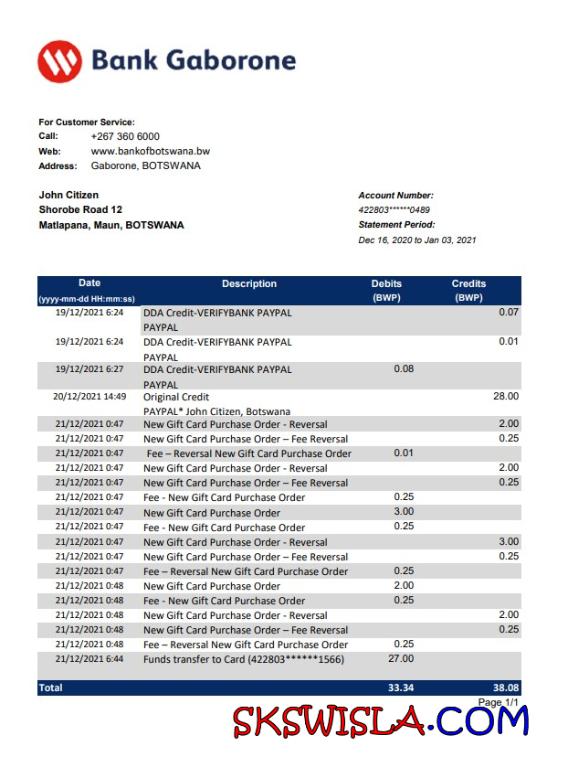 Bank Gaborone
For Customer Service:
Call: +267 360 6000
Web: www.bankofbotswana.bw
Address: Gaborone, BOTSWANA
John Citizen
Shorobe Road 12
Matlapana, Maun, BOTSWANA
Account Number:
422803******0489
Statement Period:
Dec 16, 2020 to Jan 03, 2021
Date Description Debits Credits
(yyyy-mm-dd HH:mm:ss) (BWP) (BWP)
19/12/2021 6:24 DDA Credit-VERIFYBANK PAYPAL 0.07
PAYPAL
19/12/2021 6:24 DDA Credit-VERIFYBANK PAYPAL 0.01
PAYPAL
19/12/2021 6:27 DDA Credit-VERIFYBANK PAYPAL 0.08
PAYPAL
20/12/2021 14:49 Original Credit 28.00
PAYPAL* John Citizen, Botswana
21/12/2021 0:47 New Gift Card Purchase Order - Reversal 2.00
21/12/2021 0:47 New Gift Card Purchase Order – Fee Reversal 0.25
21/12/2021 0:47 Fee – Reversal New Gift Card Purchase Order 0.01
21/12/2021 0:47 New Gift Card Purchase Order - Reversal 2.00
21/12/2021 0:47 New Gift Card Purchase Order – Fee Reversal 0.25
21/12/2021 0:47 Fee - New Gift Card Purchase Order 0.25
21/12/2021 0:47 New Gift Card Purchase Order 3.00
21/12/2021 0:47 Fee - New Gift Card Purchase Order 0.25
21/12/2021 0:47 New Gift Card Purchase Order - Reversal 3.00
21/12/2021 0:47 New Gift Card Purchase Order – Fee Reversal 0.25
21/12/2021 0:47 Fee – Reversal New Gift Card Purchase Order 0.25
21/12/2021 0:48 New Gift Card Purchase Order 2.00
21/12/2021 0:48 Fee - New Gift Card Purchase Order 0.25
21/12/2021 0:48 New Gift Card Purchase Order - Reversal 2.00
21/12/2021 0:48 New Gift Card Purchase Order – Fee Reversal 0.25
21/12/2021 0:48 Fee – Reversal New Gift Card Purchase Order 0.25
21/12/2021 6:44 Funds transfer to Card (422803******1566) 27.00
Total 33.34 38.08
Page 1/1
SKSWISLA.COM